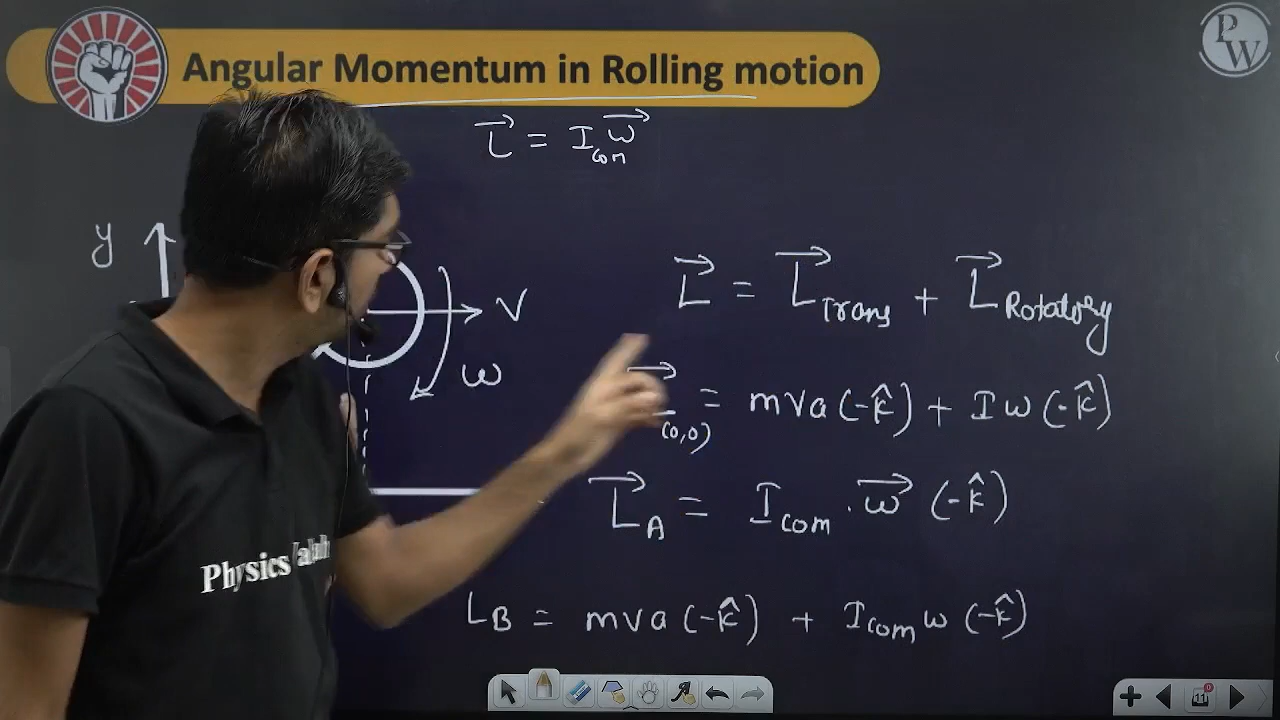 Angular Momentum in Rolling motion
PW
L⃗ = I_com ω⃗
y
v
ω
L⃗ = L⃗_Trans + L⃗_Rotatory
(0,0) = mva(-k̂) + Iω(-k̂)
L⃗_A = I_com . ω⃗ (-k̂)
Physics
L_B = mva(-k̂) + I_com ω(-k̂)
11